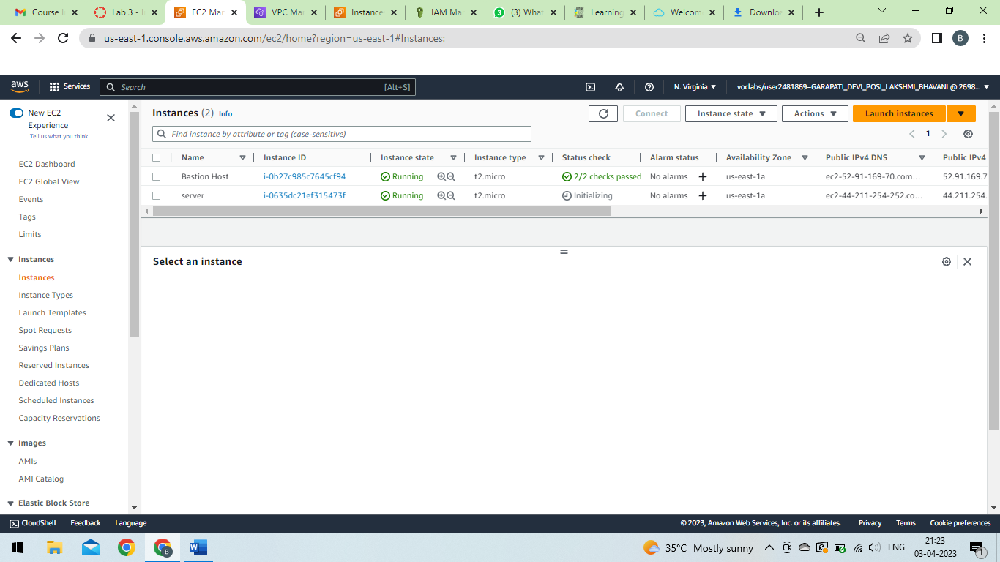 Course I
Lab 3 -
EC2 Mar
VPC Mar
Instance
IAM Mar
(3) What
Learning
Welcom
Downlo
us-east-1.console.aws.amazon.com/ec2/home?region=us-east-1#Instances:
B
aws
Services
Search
[Alt+S]
N. Virginia
voclabs/user2481869=GARAPATI_DEVI_POSI_LAKSHMI_BHAVANI @ 2698...
New EC2
Experience
Tell us what you think
EC2 Dashboard
EC2 Global View
Events
Tags
Limits
Instances
Instances
Instance Types
Launch Templates
Spot Requests
Savings Plans
Reserved Instances
Dedicated Hosts
Scheduled Instances
Capacity Reservations
Images
AMIs
AMI Catalog
Elastic Block Store
Instances (2) Info
Connect
Instance state
Actions
Launch instances
Find instance by attribute or tag (case-sensitive)
1
Name Instance ID Instance state Instance type Status check Alarm status Availability Zone Public IPv4 DNS Public IPv4
Bastion Host i-0b27c985c7645cf94 Running t2.micro 2/2 checks passed No alarms + us-east-1a ec2-52-91-169-70.com... 52.91.169.7
server i-0635dc21ef315473f Running t2.micro Initializing No alarms + us-east-1a ec2-44-211-254-252.co... 44.211.254.
Select an instance
CloudShell Feedback Language
© 2023, Amazon Web Services, Inc. or its affiliates. Privacy Terms Cookie preferences
B
35°C Mostly sunny
ENG
21:23
03-04-2023
1